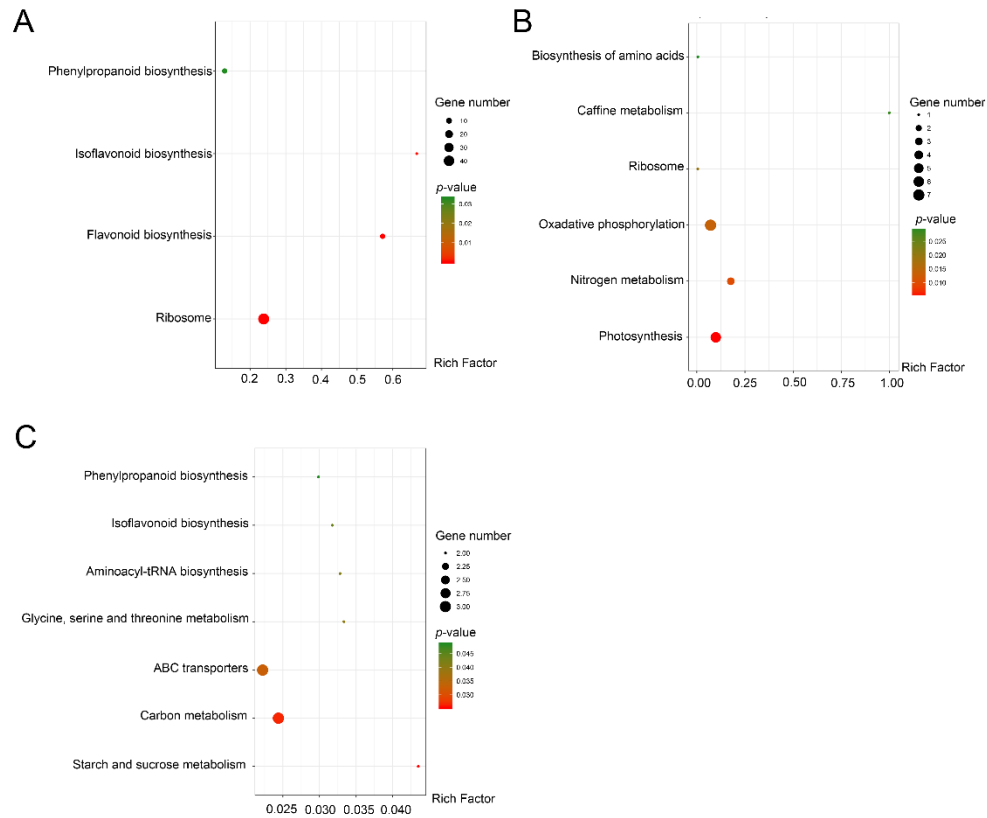 A
Phenylpropanoid biosynthesis
Isoflavonoid biosynthesis
Flavonoid biosynthesis
Ribosome
0.2 0.3 0.4 0.5 0.6
Rich Factor
Gene number
10
20
30
40
p-value
0.03
0.02
0.01
B
Biosynthesis of amino acids
Caffine metabolism
Ribosome
Oxadative phosphorylation
Nitrogen metabolism
Photosynthesis
0.00 0.25 0.50 0.75 1.00
Rich Factor
Gene number
1
2
3
4
5
6
7
p-value
0.025
0.020
0.015
0.010
C
Phenylpropanoid biosynthesis
Isoflavonoid biosynthesis
Aminoacyl-tRNA biosynthesis
Glycine, serine and threonine metabolism
ABC transporters
Carbon metabolism
Starch and sucrose metabolism
0.025 0.030 0.035 0.040
Rich Factor
Gene number
2.00
2.25
2.50
2.75
3.00
p-value
0.045
0.040
0.035
0.030